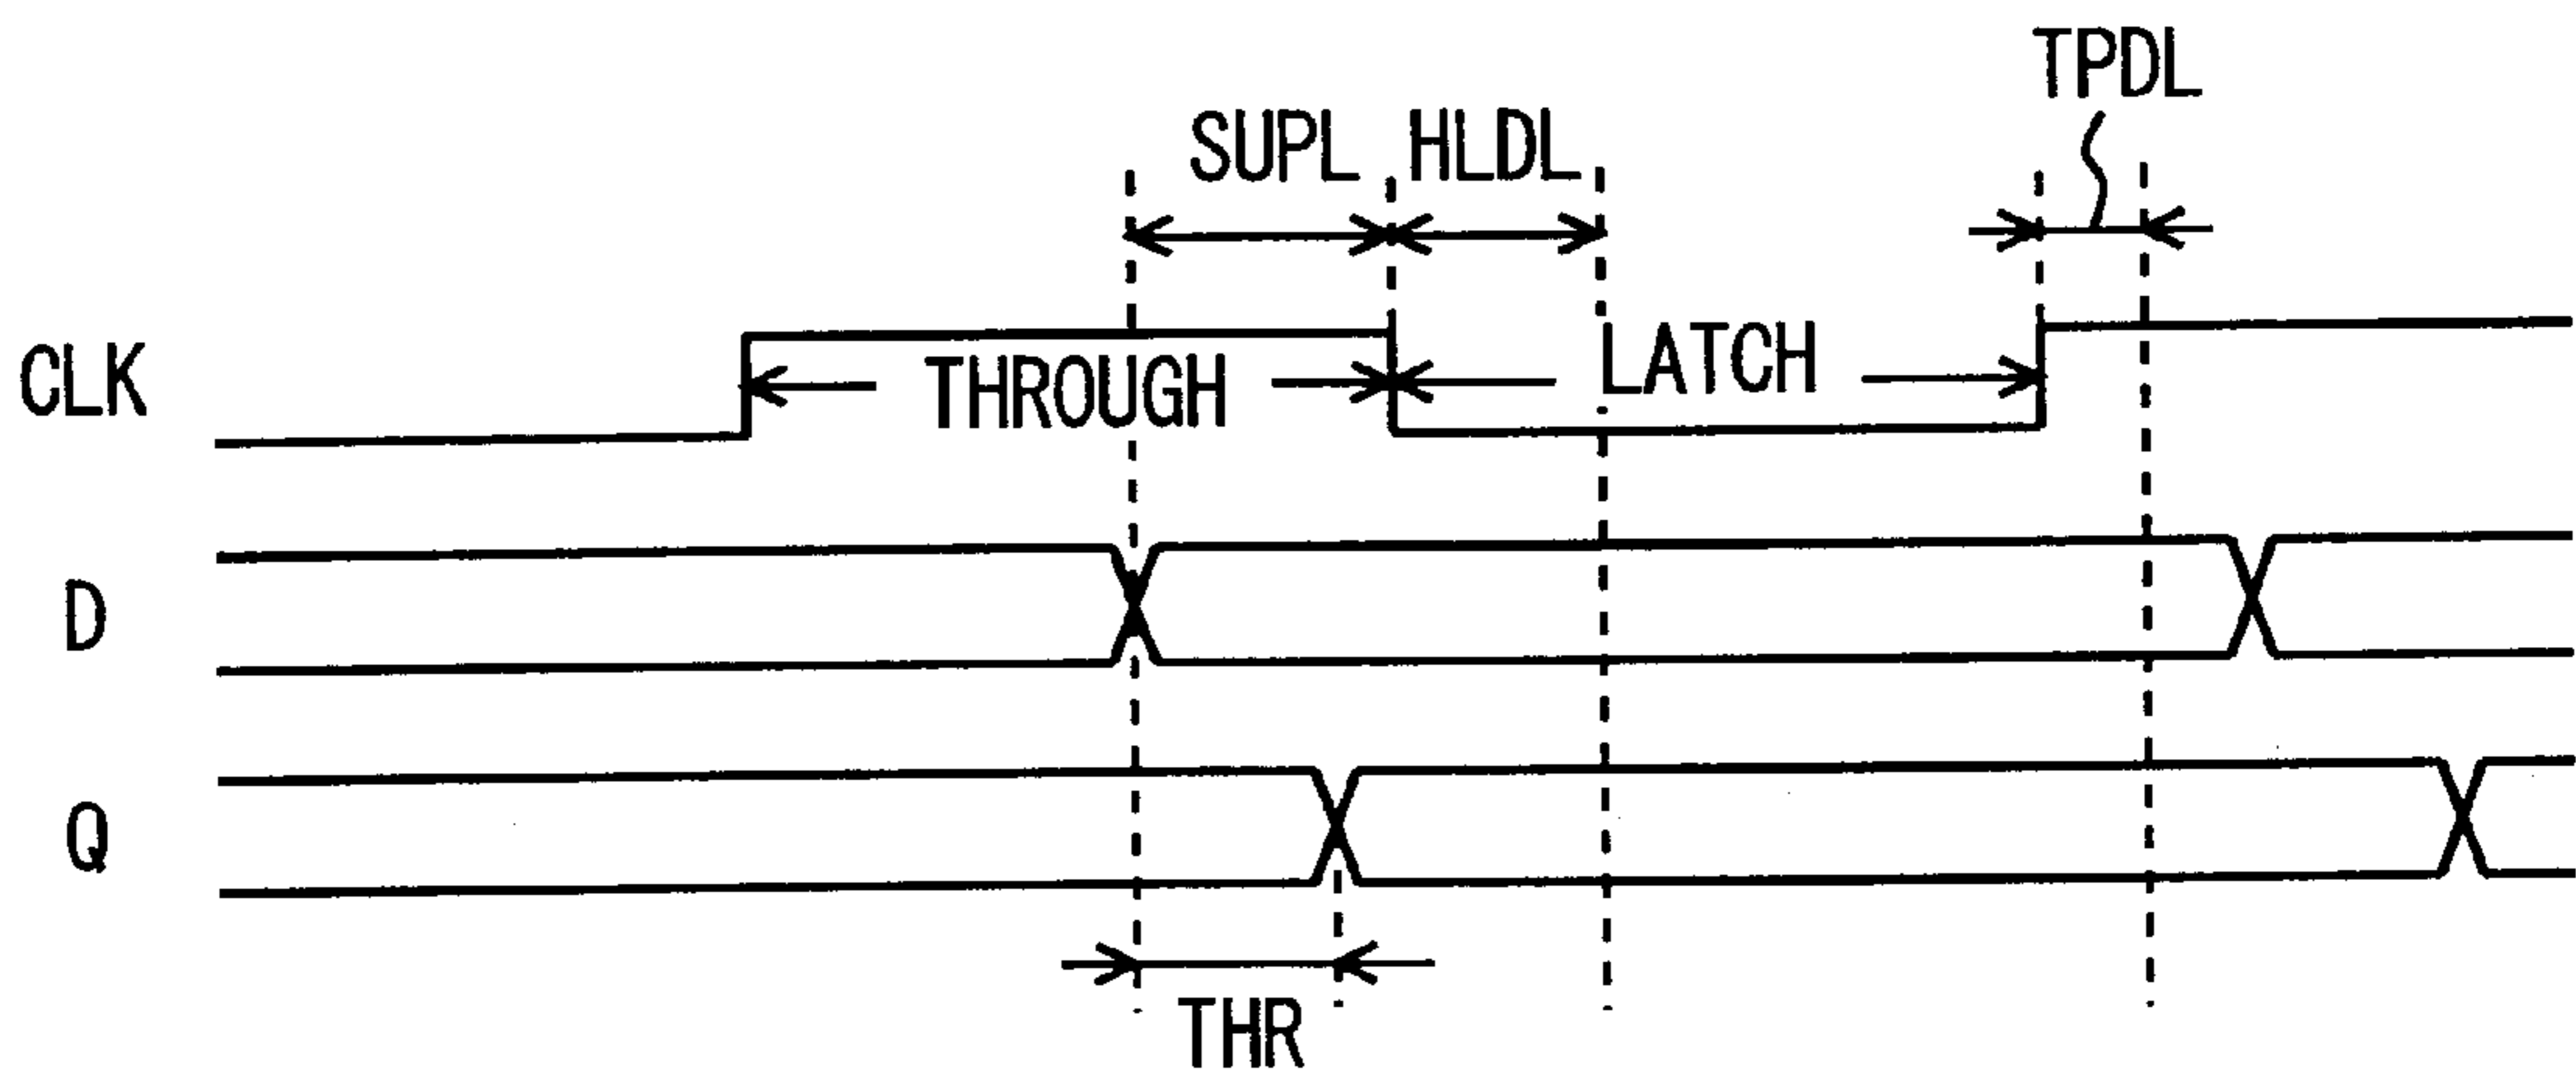 TPDL
SUPL HLDL
CLK THROUGH LATCH
D
Q
THR